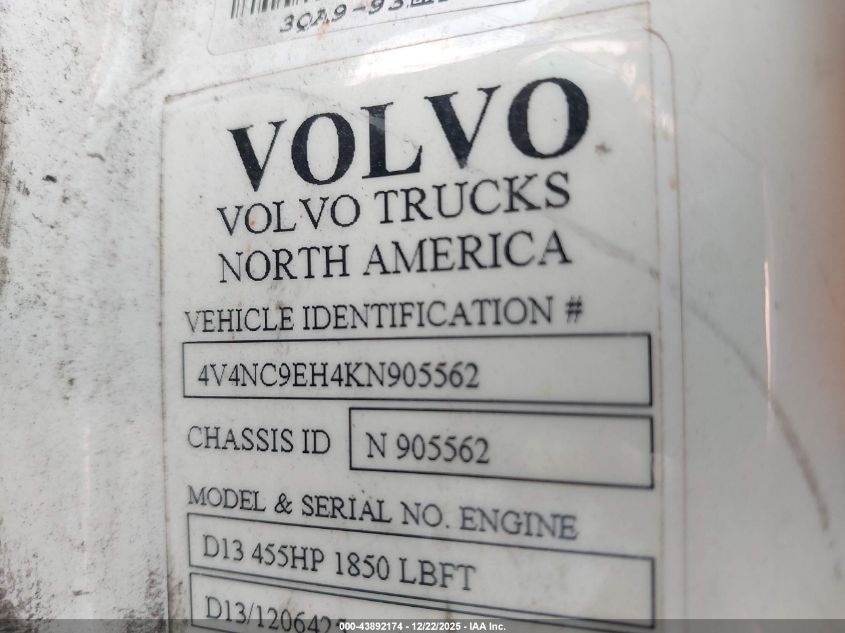 VOLVO
VOLVO TRUCKS
NORTH AMERICA
VEHICLE IDENTIFICATION #
4V4NC9EH4KN905562
CHASSIS ID N 905562
MODEL & SERIAL NO. ENGINE
D13 455HP 1850 LBFT
000-43892174 - 12/22/2025 - IAA Inc.